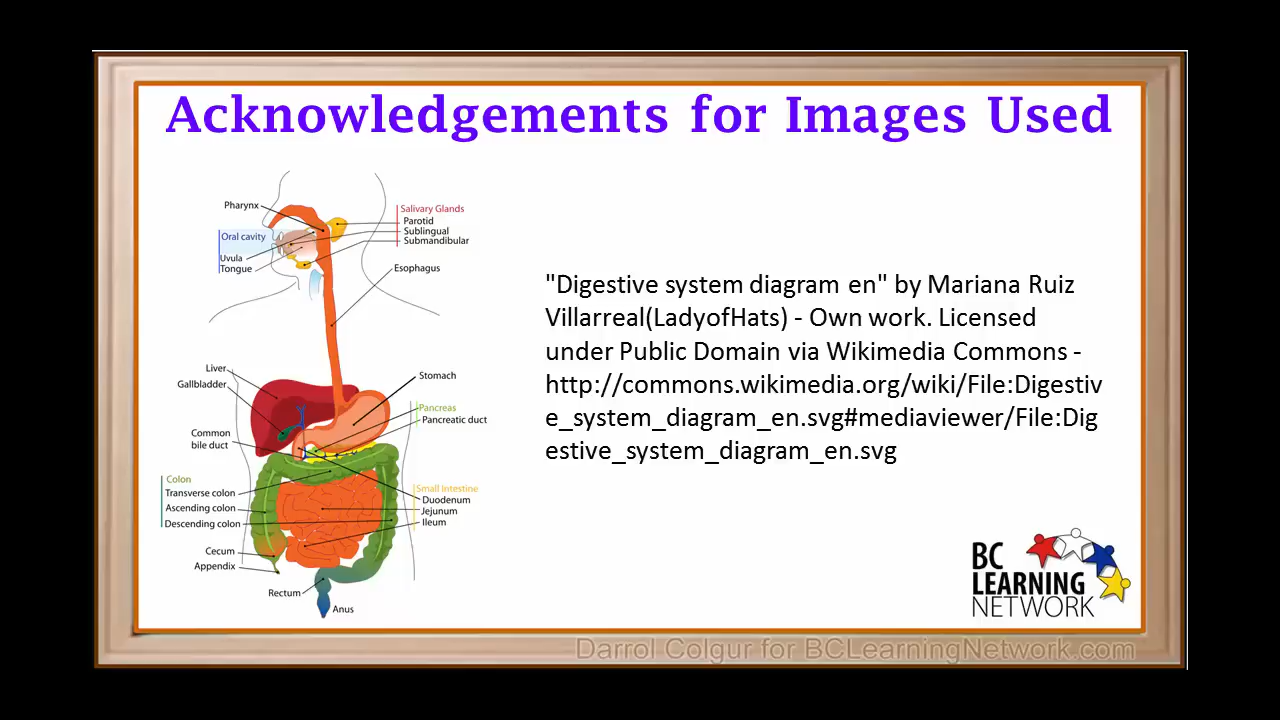 Acknowledgements for Images Used
Pharynx
Oral cavity
Uvula
Tongue
Salivary Glands
Parotid
Sublingual
Submandibular
Esophagus
Liver
Gallbladder
Common
bile duct
Stomach
Pancreas
Pancreatic duct
Colon
Transverse colon
Ascending colon
Descending colon
Cecum
Appendix
Small Intestine
Duodenum
Jejunum
Ileum
Rectum
Anus
"Digestive system diagram en" by Mariana Ruiz
Villarreal(LadyofHats) - Own work. Licensed
under Public Domain via Wikimedia Commons -
http://commons.wikimedia.org/wiki/File:Digestiv
e_system_diagram_en.svg#mediaviewer/File:Dig
estive_system_diagram_en.svg
BC
LEARNING
NETWORK
Darrol Colgur for BCLearningNetwork.com